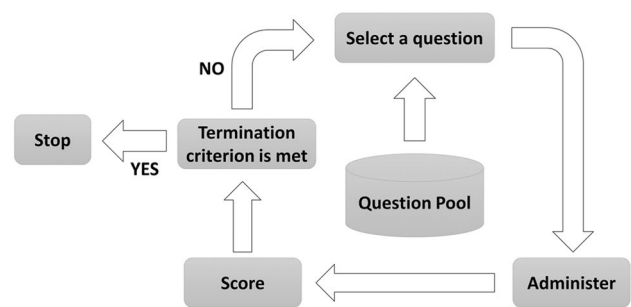 Select a question
NO
Stop
YES
Termination
criterion is met
Question Pool
Score
Administer